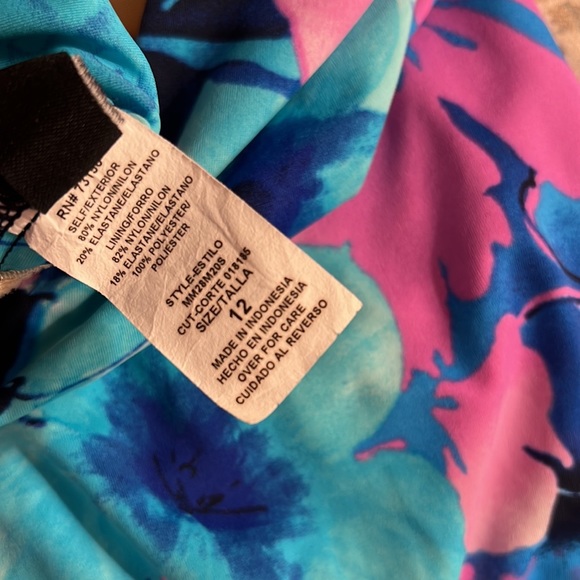 RN# 73158
SELF/EXTERIOR
80% NYLON/NILON
20% ELASTANE/ELASTANO
LINING/FORRO
82% NYLON/NILON
18% ELASTANE/ELASTANO
100% POLYESTER/
POLIESTER
STYLE-ESTILO
CUT-CORTE 018185
SIZE/TALLA
12
MADE IN INDONESIA
HECHO EN INDONESIA
OVER FOR CARE
CUIDADO AL REVERSO